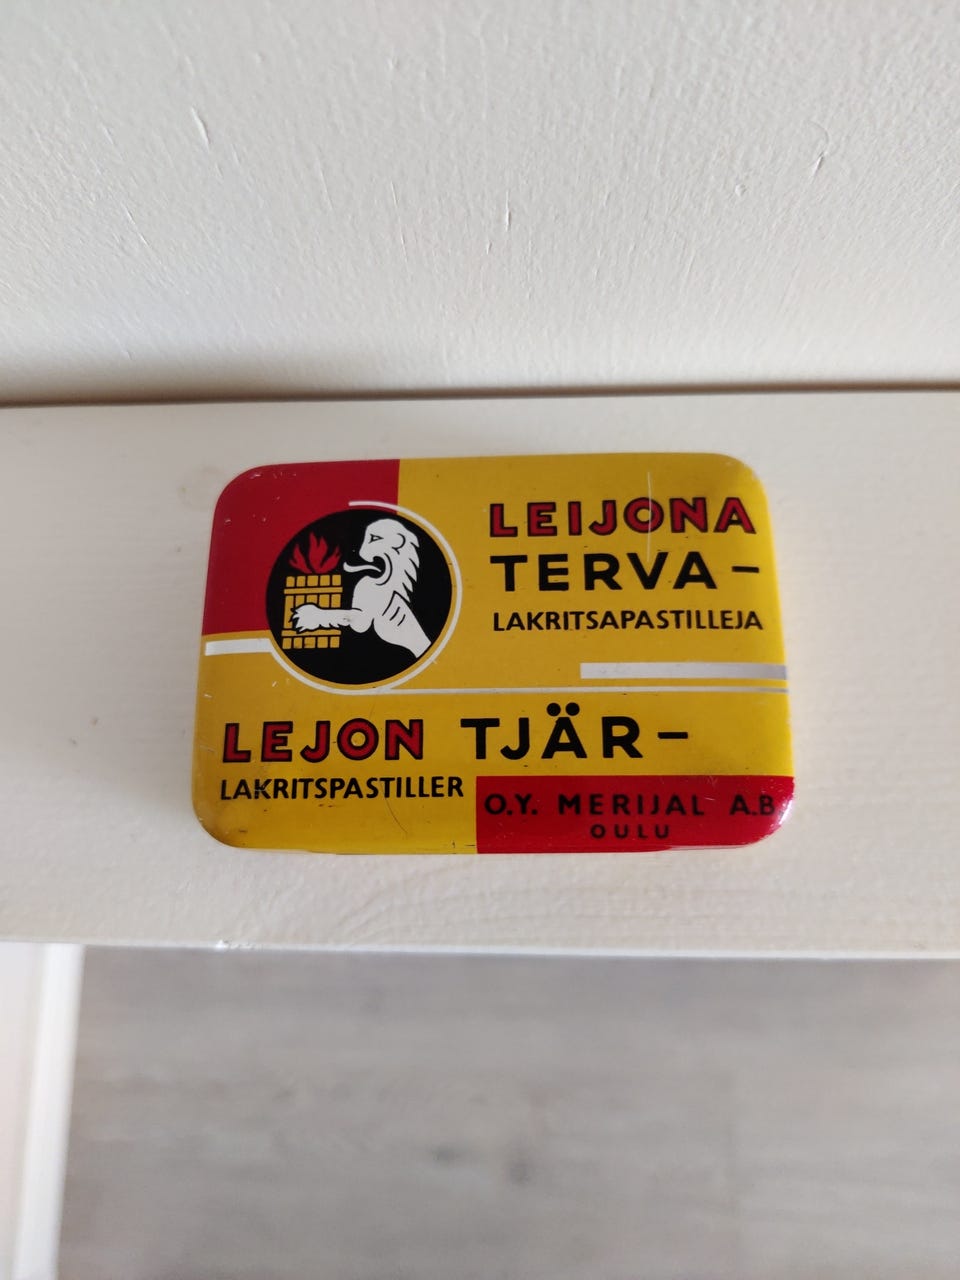 LEIJONA
TERVA –
LAKRITSAPASTILLEJA
LEJON TJÄR –
LAKRITSPASTILLER
O.Y. MERIJAL A.B.
OULU